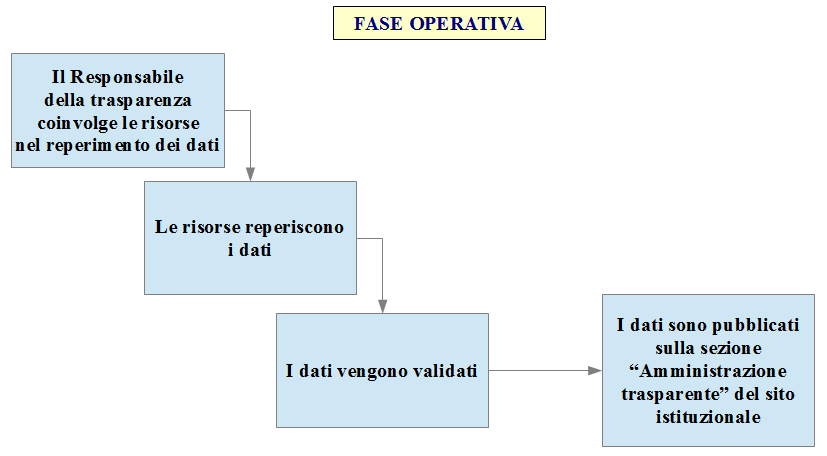 FASE OPERATIVA
Il Responsabile
della trasparenza
coinvolge le risorse
nel reperimento dei dati
Le risorse reperiscono
i dati
I dati vengono validati
I dati sono pubblicati
sulla sezione
“Amministrazione
trasparente” del sito
istituzionale